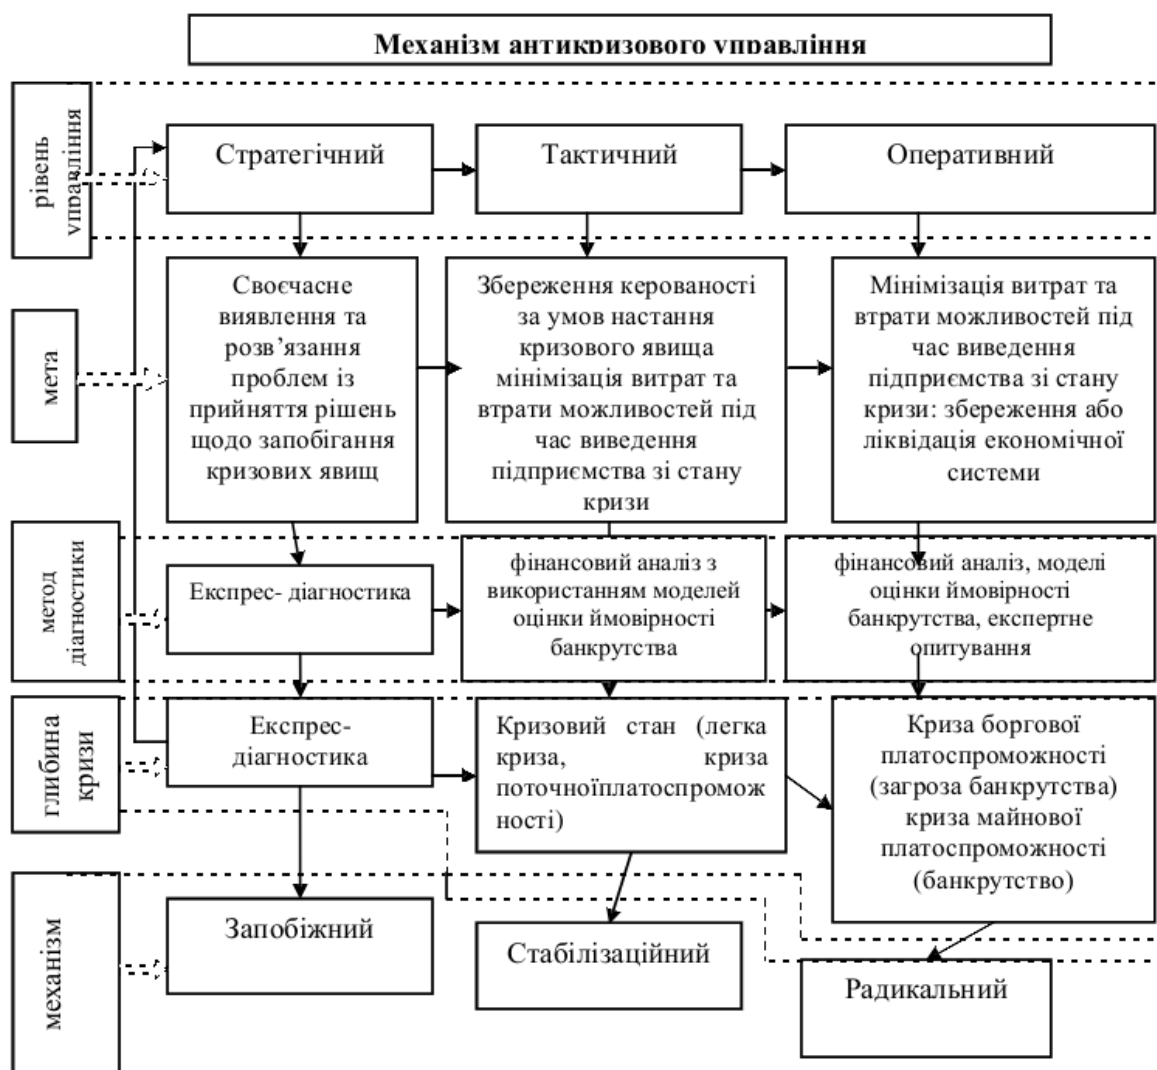 Механізм антикризового управління
рівень
управління
Стратегічний
Тактичний
Оперативний
мета
Своєчасне
виявлення та
розв’язання
проблем із
прийняття рішень
щодо запобігання
кризових явищ
Збереження керованості
за умов настання
кризового явища
мінімізація витрат та
втрати можливостей під
час виведення
підприємства зі стану
кризи
Мінімізація витрат та
втрати можливостей під
час виведення
підприємства зі стану
кризи: збереження або
ліквідація економічної
системи
метод
діагностики
Експрес- діагностика
фінансовий аналіз з
використанням моделей
оцінки ймовірності
банкрутства
фінансовий аналіз, моделі
оцінки ймовірності
банкрутства, експертне
опитування
глибина
кризи
Експрес-
діагностика
Кризовий стан (легка
криза, криза
поточноїплатоспромож
ності)
Криза боргової
платоспроможності
(загроза банкрутства)
криза майнової
платоспроможності
(банкрутство)
механізм
Запобіжний
Стабілізаційний
Радикальний